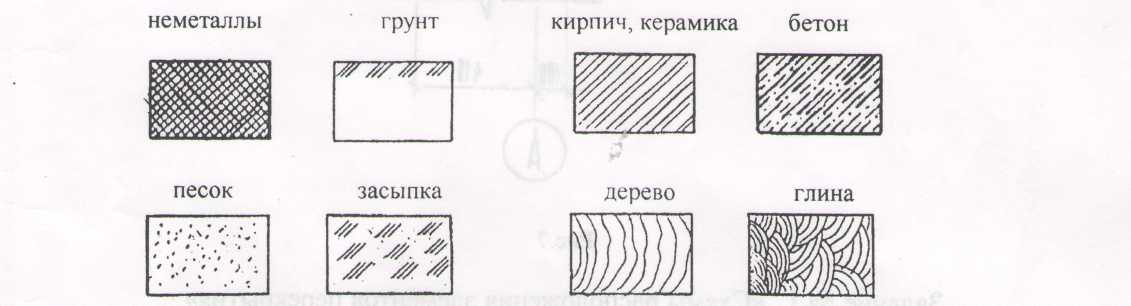 неметаллы грунт кирпич, керамика бетон
песок засыпка дерево глина